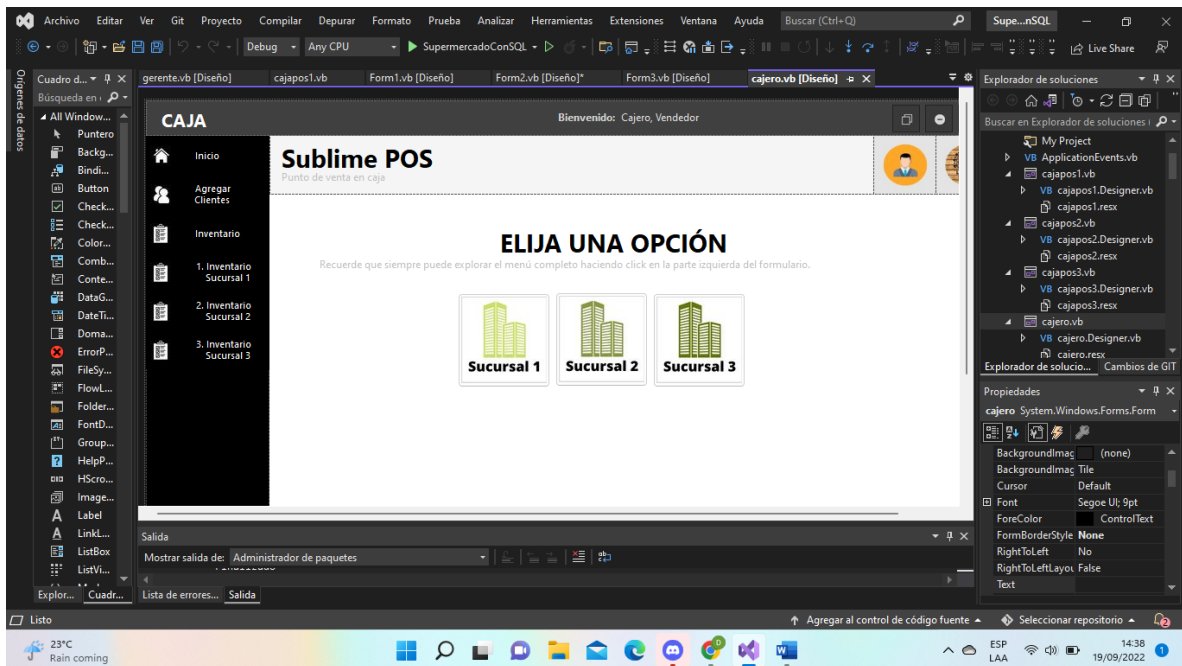 Archivo Editar Ver Git Proyecto Compilar Depurar Formato Prueba Analizar Herramientas Extensiones Ventana Ayuda Buscar (Ctrl+Q) Supe...nSQL
Debug Any CPU SupermercadoConSQL Live Share
Orígenes de datos
Cuadro d...
Búsqueda en
All Window...
Puntero
Backg...
Bindi...
Button
Check...
Check...
Color...
Comb...
Conte...
DataG...
DateTi...
Doma...
ErrorP...
FileSy...
FlowL...
Folder...
FontD...
Group...
HelpP...
HScro...
Image...
Label
LinkL...
ListBox
ListVi...
Explor... Cuadr...
gerente.vb [Diseño] cajapos1.vb Form1.vb [Diseño] Form2.vb [Diseño]* Form3.vb [Diseño] cajero.vb [Diseño]
CAJA Bienvenido: Cajero, Vendedor
Inicio
Agregar
Clientes
Inventario
1. Inventario
Sucursal 1
2. Inventario
Sucursal 2
3. Inventario
Sucursal 3
Sublime POS
Punto de venta en caja
ELIJA UNA OPCIÓN
Recuerde que siempre puede explorar el menú completo haciendo click en la parte izquierda del formulario.
Sucursal 1 Sucursal 2 Sucursal 3
Salida
Mostrar salida de: Administrador de paquetes
Lista de errores... Salida
Explorador de soluciones
Buscar en Explorador de soluciones
My Project
VB ApplicationEvents.vb
cajapos1.vb
VB cajapos1.Designer.vb
cajapos1.resx
cajapos2.vb
VB cajapos2.Designer.vb
cajapos2.resx
cajapos3.vb
VB cajapos3.Designer.vb
cajapos3.resx
cajero.vb
VB cajero.Designer.vb
cajero.resx
Explorador de solucio... Cambios de GIT
Propiedades
cajero System.Windows.Forms.Form
BackgroundImag (none)
BackgroundImag Tile
Cursor Default
Font Segoe UI; 9pt
ForeColor ControlText
FormBorderStyle None
RightToLeft No
RightToLeftLayou False
Text
Listo Agregar al control de código fuente Seleccionar repositorio 2
23°C
Rain coming
ESP
LAA
14:38
19/09/2022
1